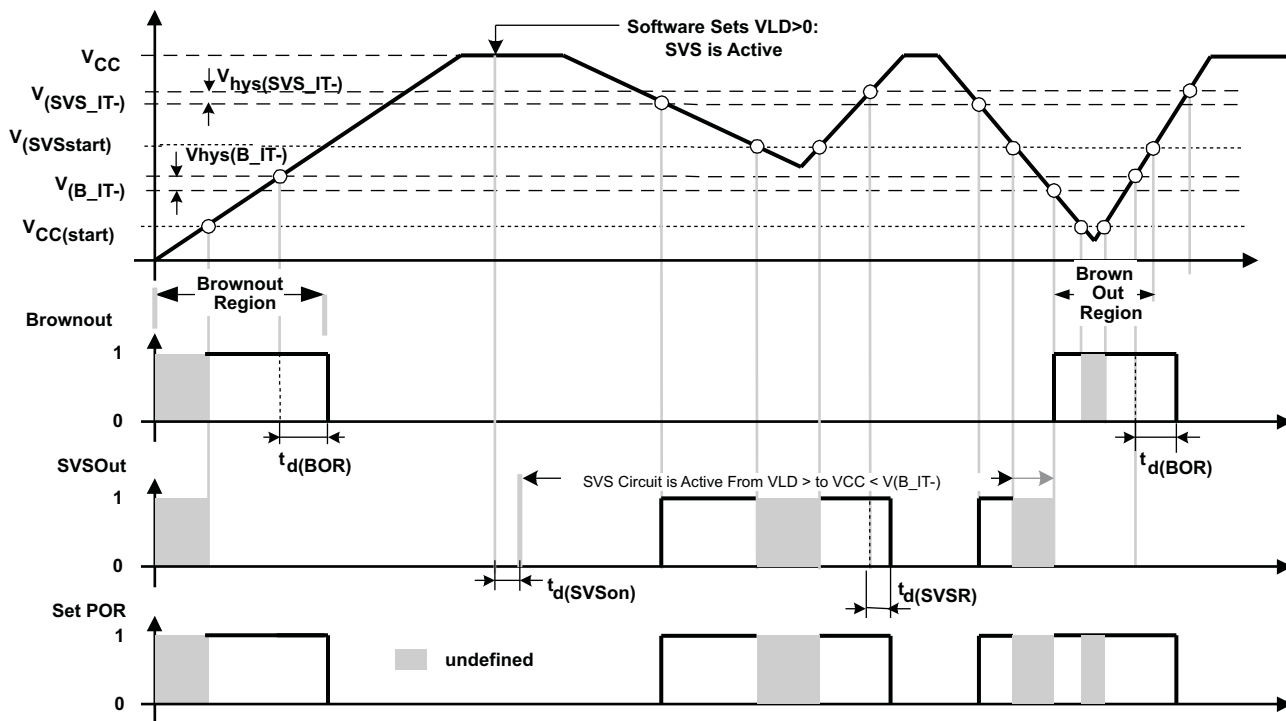 Software Sets VLD>0:
SVS is Active
VCC
Vhys(SVS_IT-)
V(SVS_IT-)
V(SVSstart)
Vhys(B_IT-)
V(B_IT-)
VCC(start)
Brownout
Region
Brown
Out
Region
Brownout
1
0
td(BOR)
td(BOR)
SVSOut
SVS Circuit is Active From VLD > to VCC < V(B_IT-)
1
0
td(SVSon)
td(SVSR)
Set POR
1
undefined
0